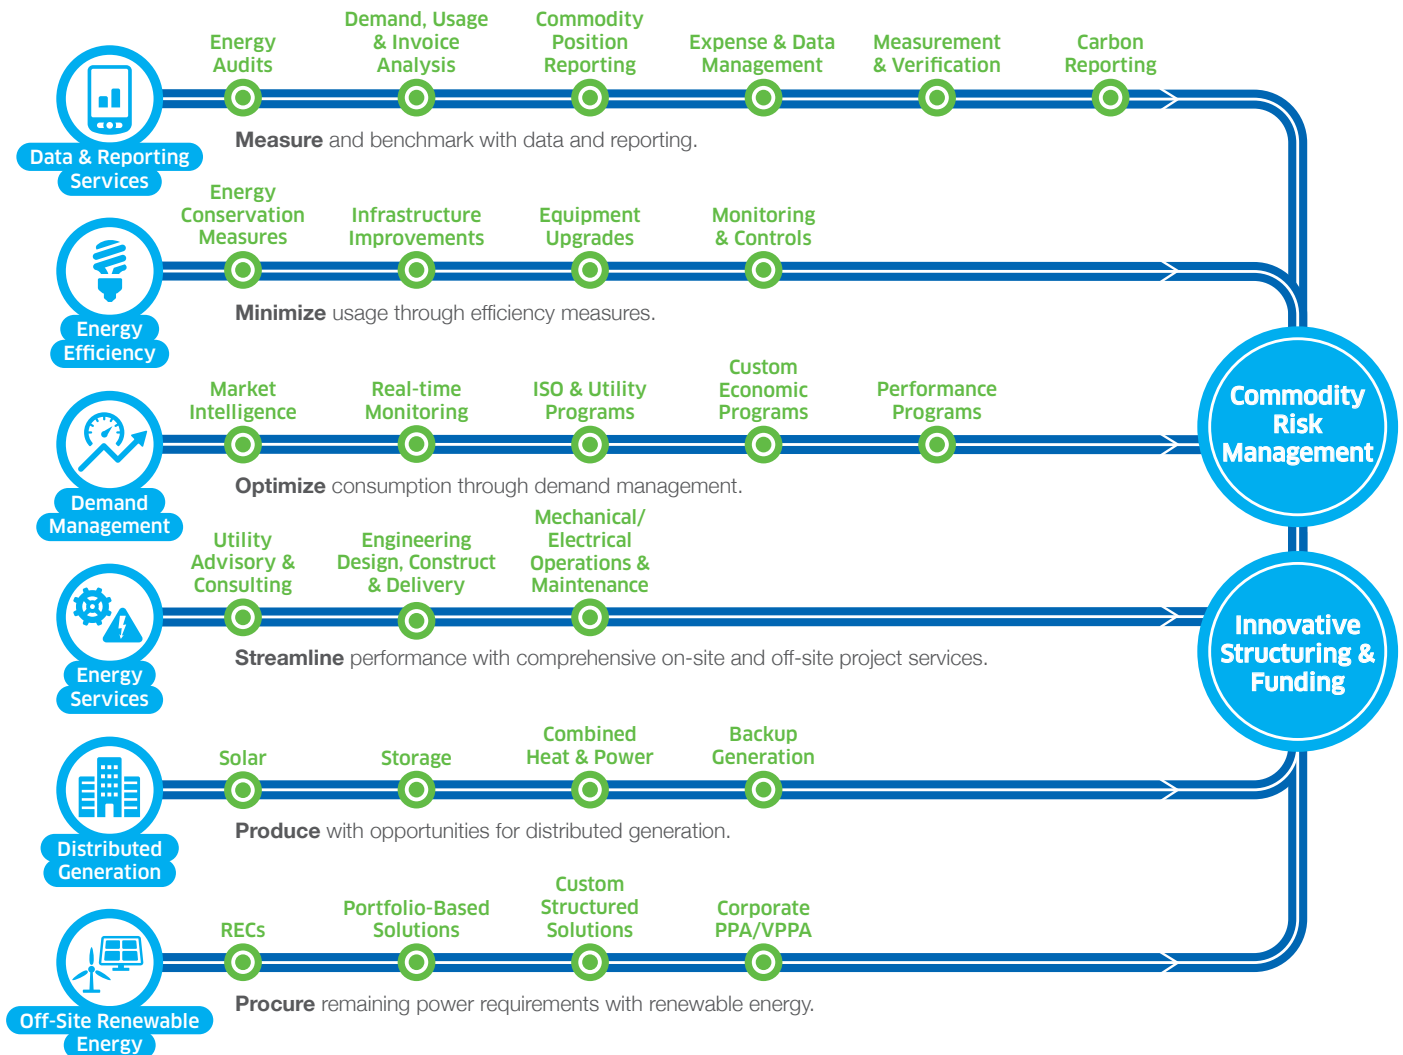 Energy
Audits
Demand, Usage
& Invoice
Analysis
Commodity
Position
Reporting
Expense & Data
Management
Measurement
& Verification
Carbon
Reporting
Data & Reporting
Services
Measure and benchmark with data and reporting.
Energy
Conservation
Measures
Infrastructure
Improvements
Equipment
Upgrades
Monitoring
& Controls
Energy
Efficiency
Minimize usage through efficiency measures.
Market
Intelligence
Real-time
Monitoring
ISO & Utility
Programs
Custom
Economic
Programs
Performance
Programs
Demand
Management
Optimize consumption through demand management.
Commodity
Risk
Management
Utility
Advisory &
Consulting
Engineering
Design, Construct
& Delivery
Mechanical/
Electrical
Operations &
Maintenance
Energy
Services
Streamline performance with comprehensive on-site and off-site project services.
Innovative
Structuring &
Funding
Solar
Storage
Combined
Heat & Power
Backup
Generation
Distributed
Generation
Produce with opportunities for distributed generation.
RECs
Portfolio-Based
Solutions
Custom
Structured
Solutions
Corporate
PPA/VPPA
Off-Site Renewable
Energy
Procure remaining power requirements with renewable energy.